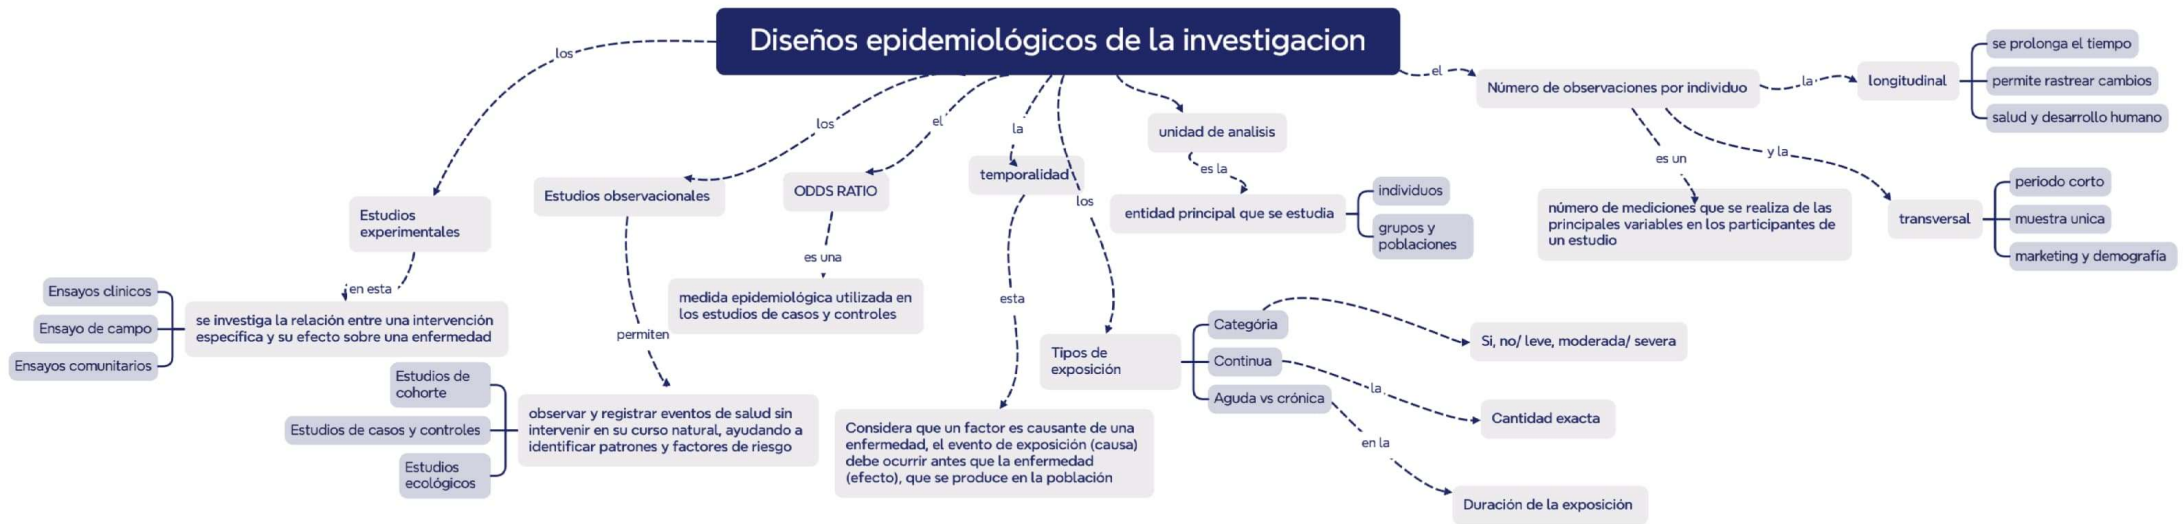 Diseños epidemiológicos de la investigacion
los
Estudios
experimentales
en esta
se investiga la relación entre una intervención
específica y su efecto sobre una enfermedad
Ensayos clínicos
Ensayo de campo
Ensayos comunitarios
los
Estudios observacionales
permiten
observar y registrar eventos de salud sin
intervenir en su curso natural, ayudando a
identificar patrones y factores de riesgo
Estudios de
cohorte
Estudios de casos y controles
Estudios
ecológicos
el
ODDS RATIO
es una
medida epidemiológica utilizada en
los estudios de casos y controles
la
temporalidad
esta
Considera que un factor es causante de una
enfermedad, el evento de exposición (causa)
debe ocurrir antes que la enfermedad
(efecto), que se produce en la población
los
Tipos de
exposición
Categória
Si, no/ leve, moderada/ severa
Continua
la
Cantidad exacta
Aguda vs crónica
en la
Duración de la exposición
unidad de analisis
es la
entidad principal que se estudia
individuos
grupos y
poblaciones
el
Número de observaciones por individuo
es un
número de mediciones que se realiza de las
principales variables en los participantes de
un estudio
la
longitudinal
se prolonga el tiempo
permite rastrear cambios
salud y desarrollo humano
y la
transversal
periodo corto
muestra unica
marketing y demografía